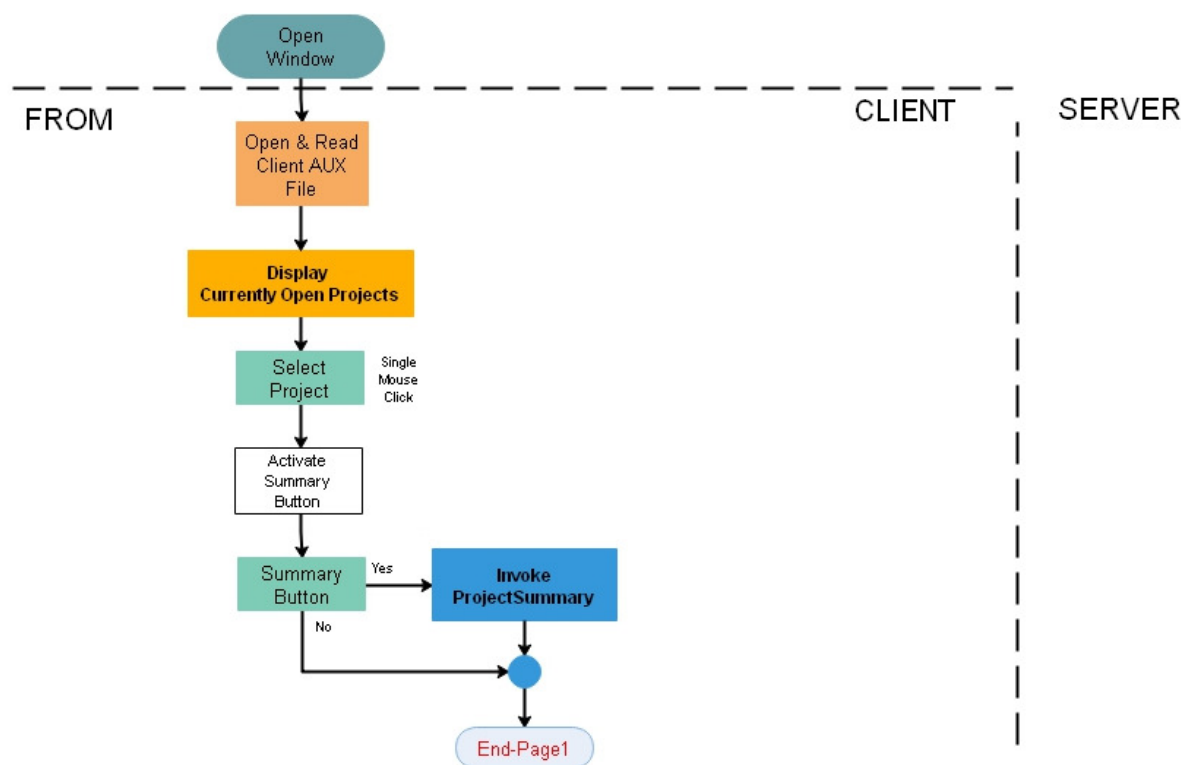 Open
Window
FROM
CLIENT
SERVER
Open & Read
Client AUX
File
Display
Currently Open Projects
Select
Project
Single
Mouse
Click
Activate
Summary
Button
Summary
Button
Yes
No
Invoke
ProjectSummary
End-Page1